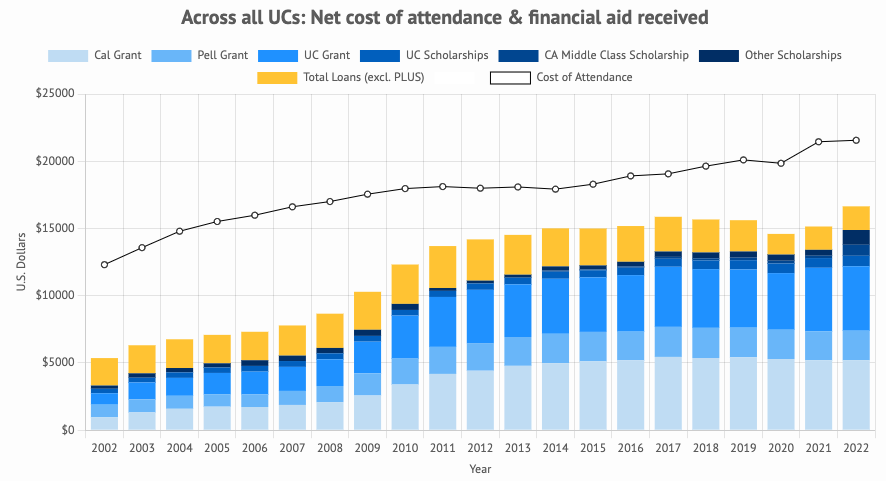 Across all UCs: Net cost of attendance & financial aid received
Cal Grant Pell Grant UC Grant UC Scholarships CA Middle Class Scholarship Other Scholarships
Total Loans (excl. PLUS) Cost of Attendance
$25000
$20000
$15000
$10000
$5000
$0
U.S. Dollars
2002 2003 2004 2005 2006 2007 2008 2009 2010 2011 2012 2013 2014 2015 2016 2017 2018 2019 2020 2021 2022
Year